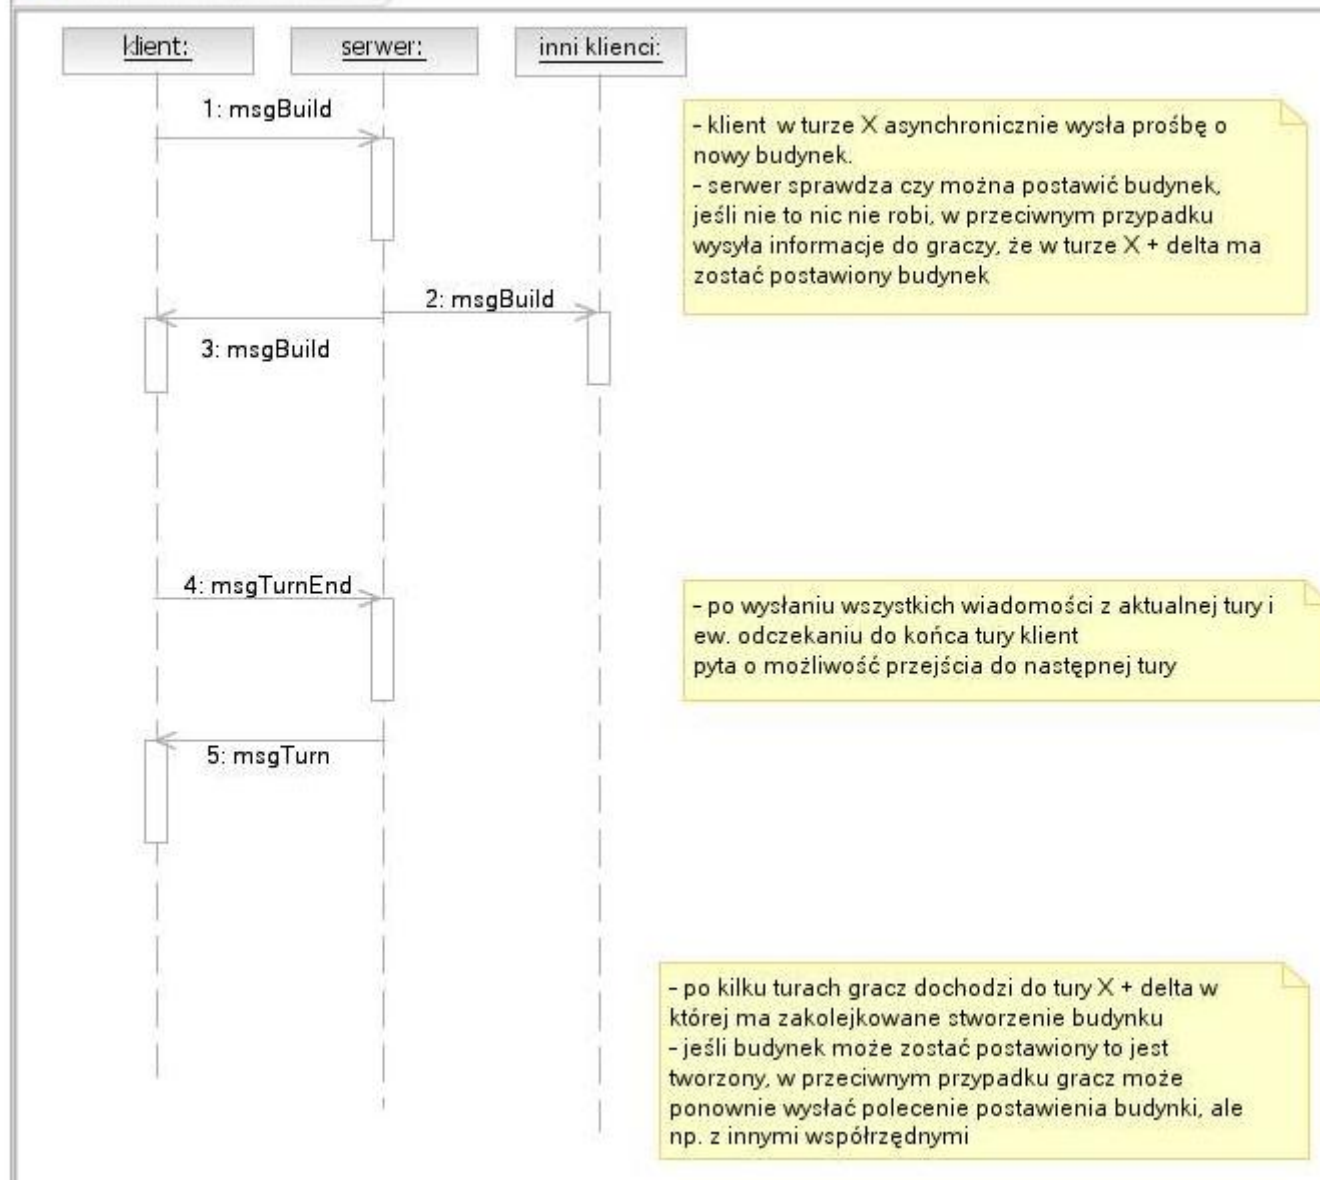 klient:
serwer:
inni klienci:
1: msgBuild
- klient w turze X asynchronicznie wysła prośbę o
nowy budynek.
- serwer sprawdza czy można postawić budynek,
jeśli nie to nic nie robi, w przeciwnym przypadku
wysyła informacje do graczy, że w turze X + delta ma
zostać postawiony budynek
2: msgBuild
3: msgBuild
4: msgTurnEnd
- po wysłaniu wszystkich wiadomości z aktualnej tury i
ew. odczekaniu do końca tury klient
pyta o możliwość przejścia do następnej tury
5: msgTurn
- po kilku turach gracz dochodzi do tury X + delta w
której ma zakolejkowane stworzenie budynku
- jeśli budynek może zostać postawiony to jest
tworzony, w przeciwnym przypadku gracz może
ponownie wysłać polecenie postawienia budynki, ale
np. z innymi współrzędnymi